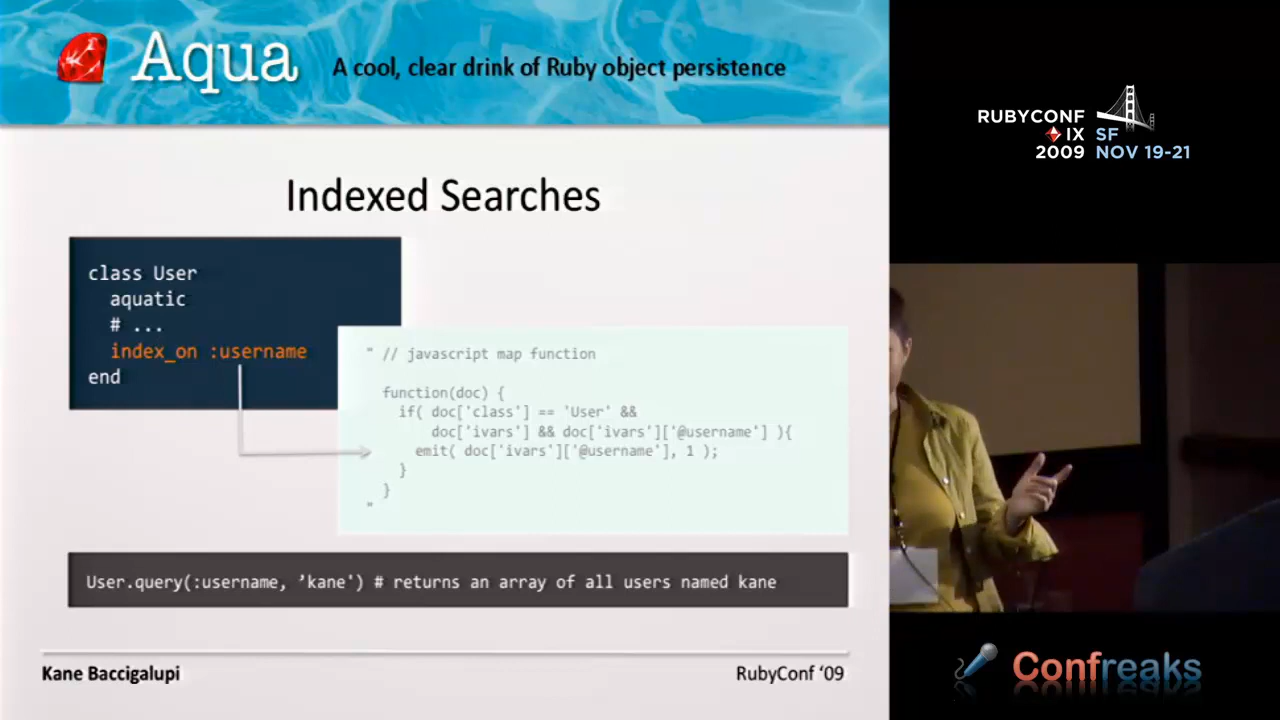 Aqua
A cool, clear drink of Ruby object persistence
RUBYCONF
IX SF
2009 NOV 19-21
Indexed Searches
class User
aquatic
# ...
index_on :username
end
" // javascript map function
function(doc) {
if( doc['class'] == 'User' &&
doc['ivars'] && doc['ivars']['@username'] ){
emit( doc['ivars']['@username'], 1 );
}
}
"
User.query(:username, ’kane') # returns an array of all users named kane
Kane Baccigalupi
RubyConf ‘09
Confreaks